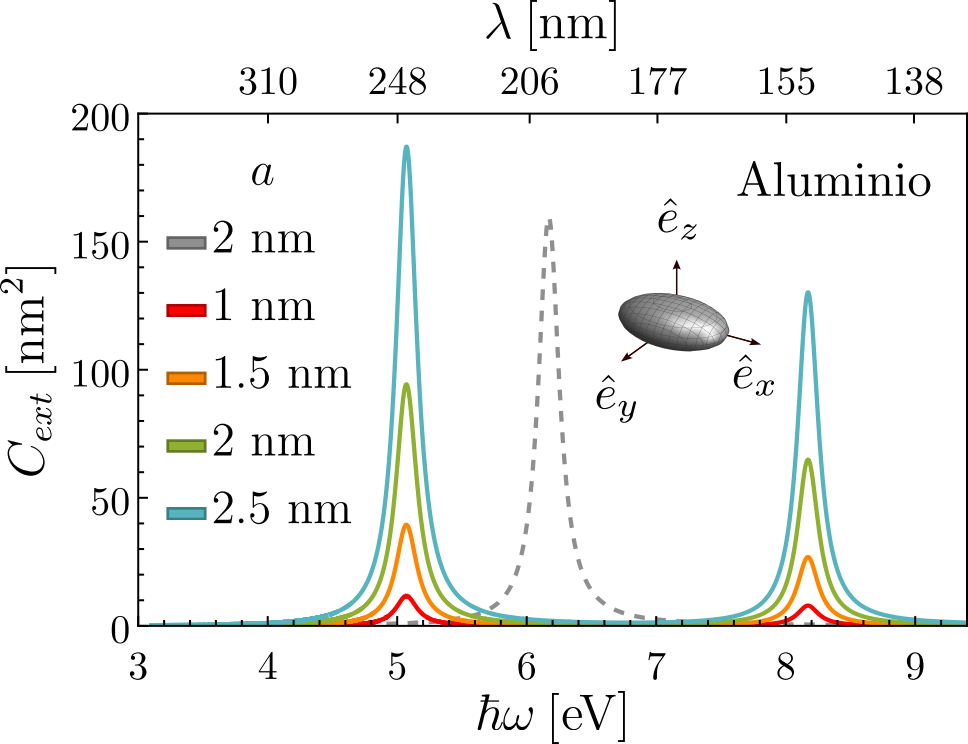 λ [nm]
310 248 206 177 155 138
200
150
100
50
0
C_ext [nm²]
a
2 nm
1 nm
1.5 nm
2 nm
2.5 nm
Aluminio
ê_z
ê_x
ê_y
3 4 5 6 7 8 9
ħω [eV]